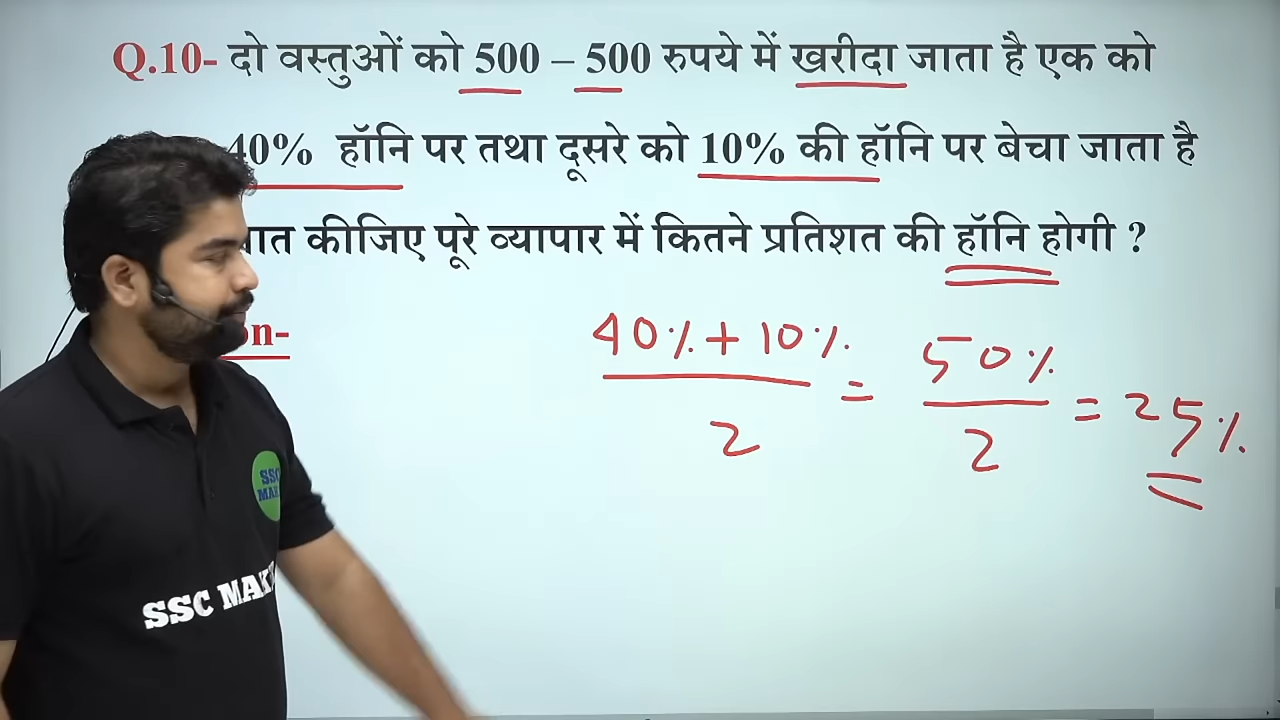 Q.10- दो वस्तुओं को 500 – 500 रुपये में खरीदा जाता है एक को
40% हॉनि पर तथा दूसरे को 10% की हॉनि पर बेचा जाता है
कीजिए पूरे व्यापार में कितने प्रतिशत की हॉनि होगी ?
40% + 10% / 2 = 50% / 2 = 25%
SSC
SSC MAK